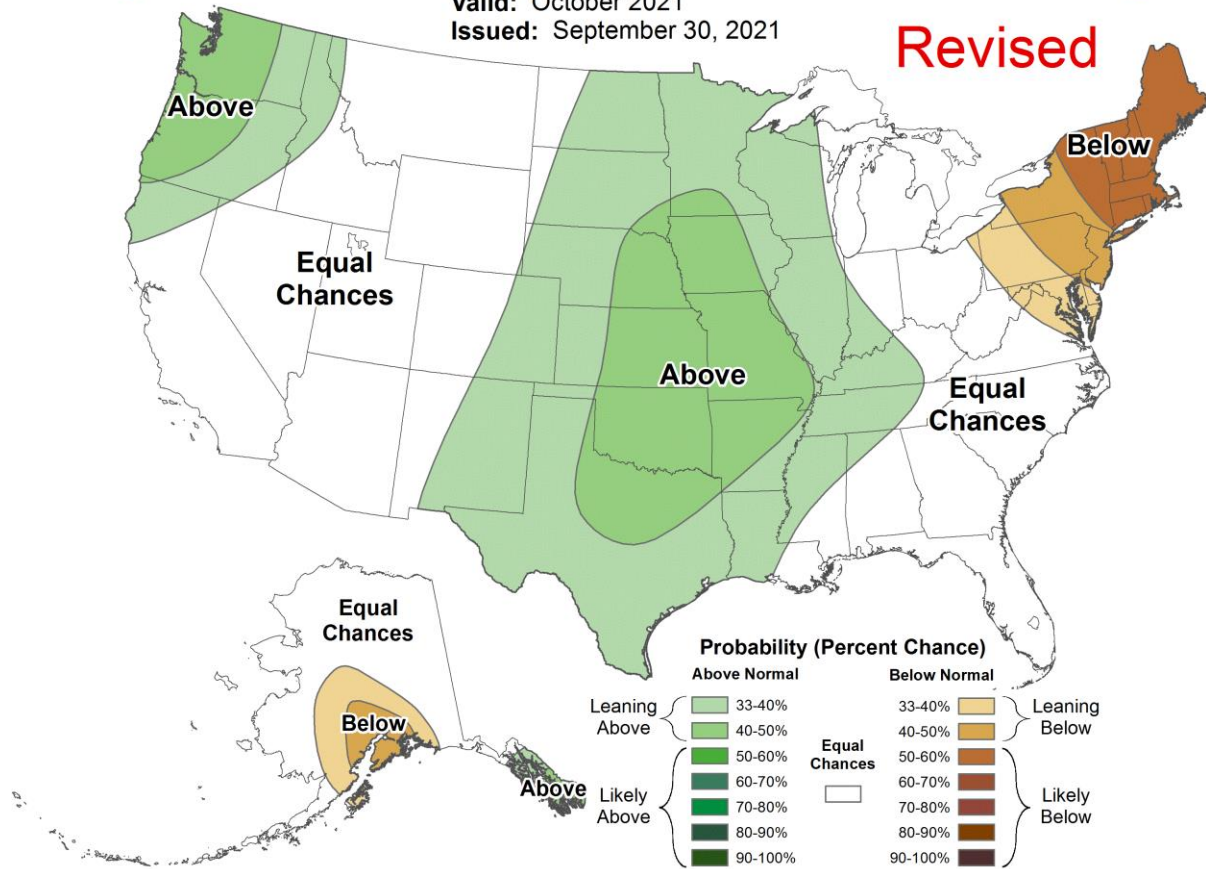 Valid: October 2021
Issued: September 30, 2021
Revised
Above
Below
Equal
Chances
Above
Equal
Chances
Equal
Chances
Below
Above
Probability (Percent Chance)
Above Normal
Below Normal
Leaning
Above
33-40%
40-50%
Likely
Above
50-60%
60-70%
70-80%
80-90%
90-100%
Equal
Chances
33-40%
40-50%
Leaning
Below
50-60%
60-70%
70-80%
80-90%
90-100%
Likely
Below